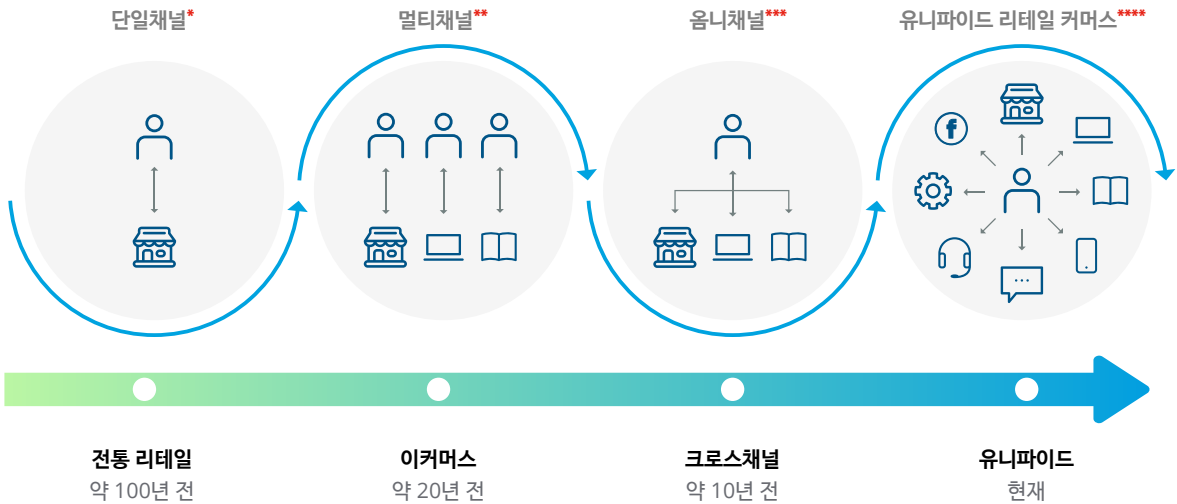 단일채널*
멀티채널**
옴니채널***
유니파이드 리테일 커머스****
f
...
전통 리테일
약 100년 전
이커머스
약 20년 전
크로스채널
약 10년 전
유니파이드
현재